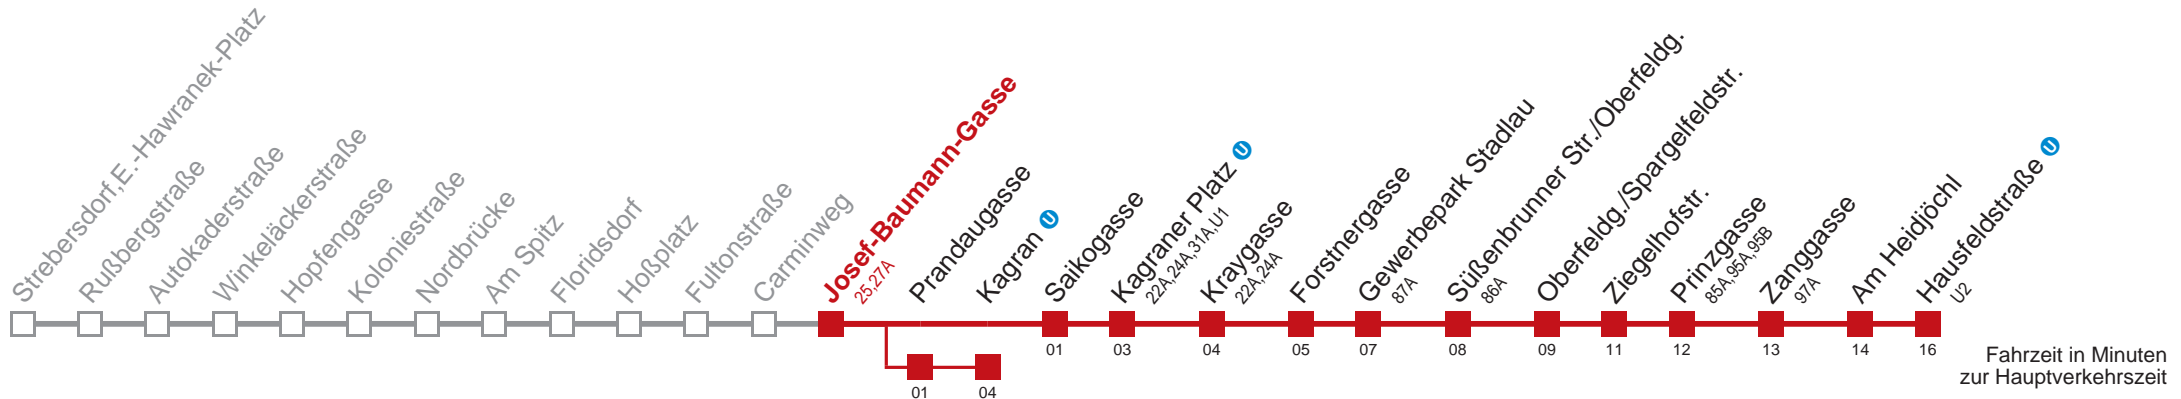 Strebersdorf,E.-Hawranek-Platz
Rußbergstraße
Autokaderstraße
Winkeläckerstraße
Hopfengasse
Koloniestraße
Nordbrücke
Am Spitz
Floridsdorf
Hoßplatz
Fultonstraße
Carminweg
Josef-Baumann-Gasse
25,27A
Prandaugasse
Kagran U
Saikogasse
Kagraner Platz U
22A,24A,31A,U1
Kraygasse
22A,24A
Forstnergasse
Gewerbepark Stadlau
87A
Süßenbrunner Str./Oberfeldg.
86A
Oberfeldg./Spargelfeldstr.
Ziegelhofstr.
Prinzgasse
85A,95A,95B
Zanggasse
97A
Am Heidjöchl
Hausfeldstraße U
U2
01 03 04 05 07 08 09 11 12 13 14 16
01 04
Fahrzeit in Minuten
zur Hauptverkehrszeit